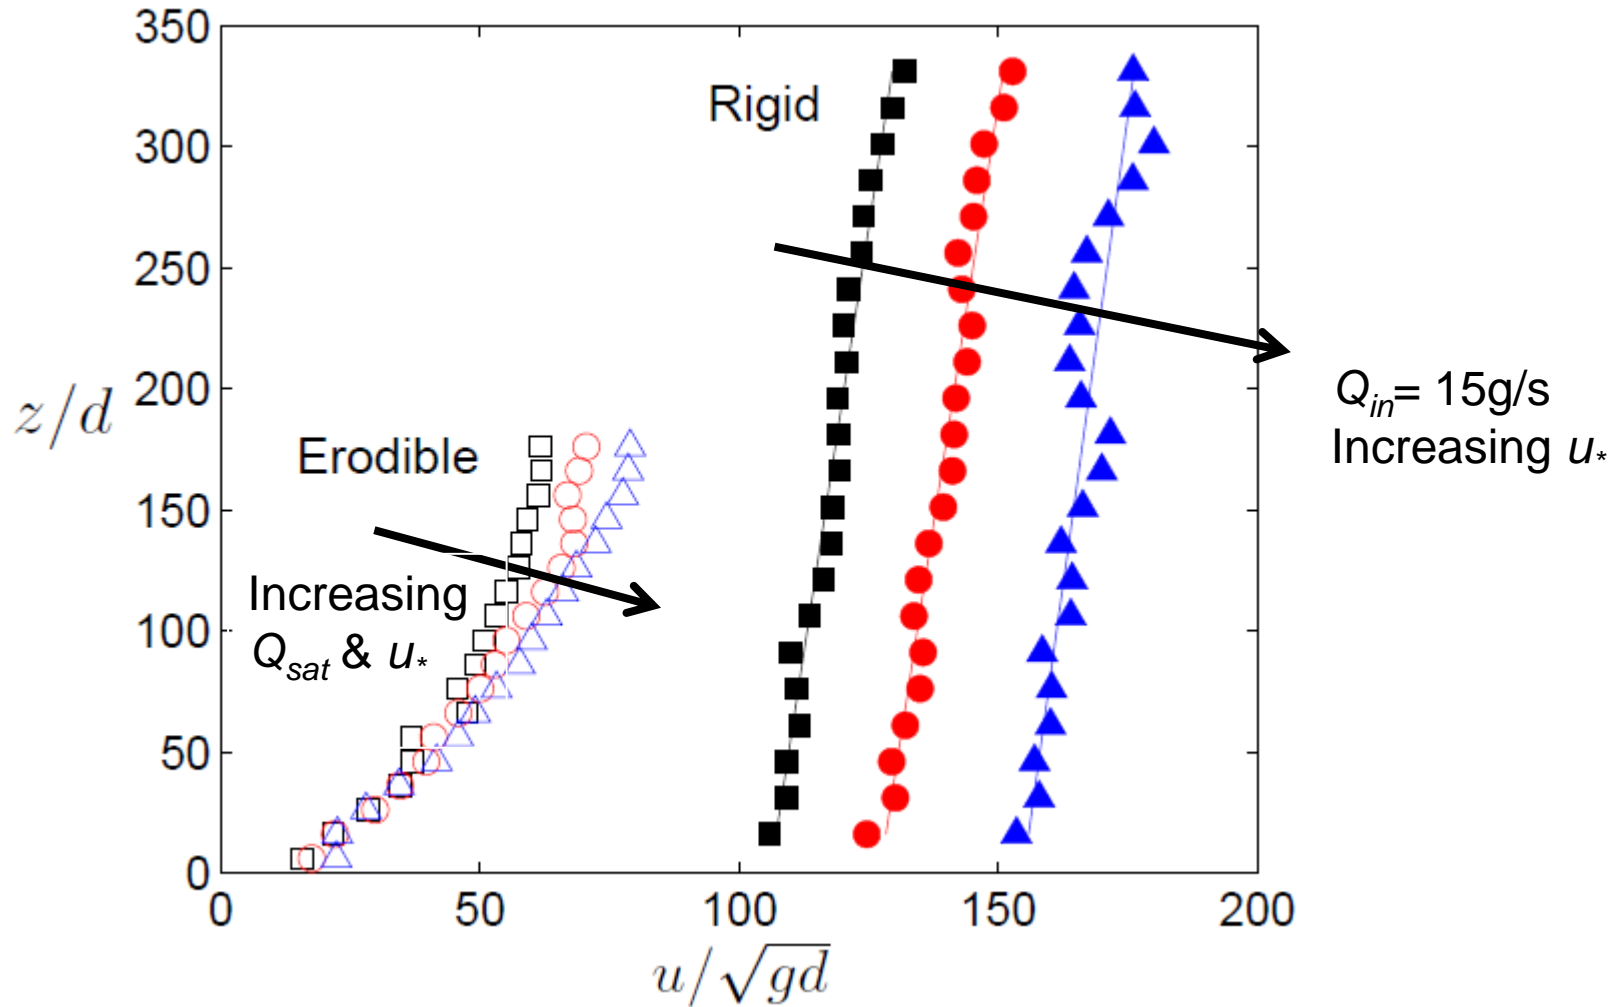 350
300
250
200
150
100
50
0
z/d
Rigid
Erodible
Increasing
Q_sat & u_*
Q_in= 15g/s
Increasing u_*
0 50 100 150 200
u/√gd